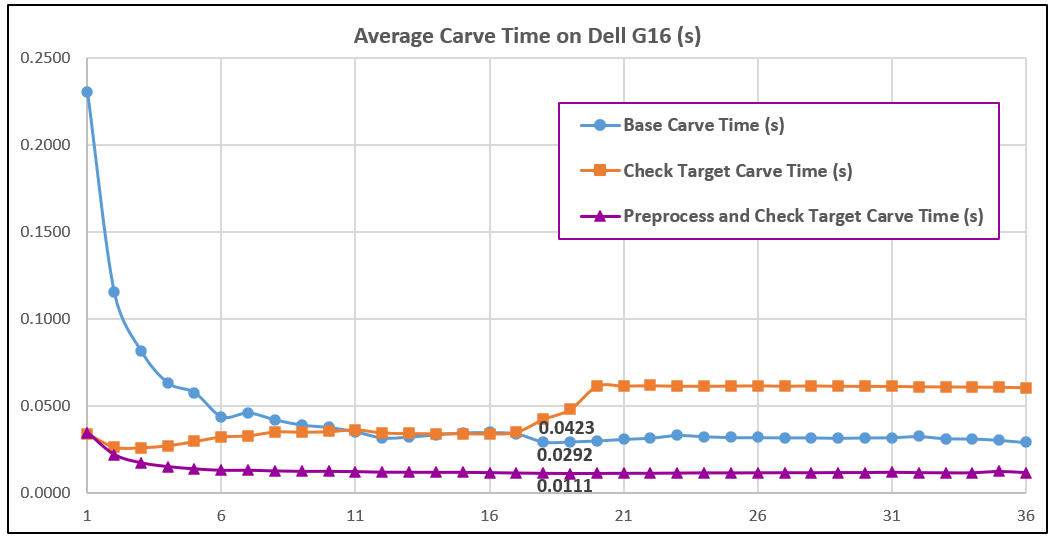 Average Carve Time on Dell G16 (s)
0.2500
0.2000
0.1500
0.1000
0.0500
0.0000
Base Carve Time (s)
Check Target Carve Time (s)
Preprocess and Check Target Carve Time (s)
0.0423
0.0292
0.0111
1 6 11 16 21 26 31 36